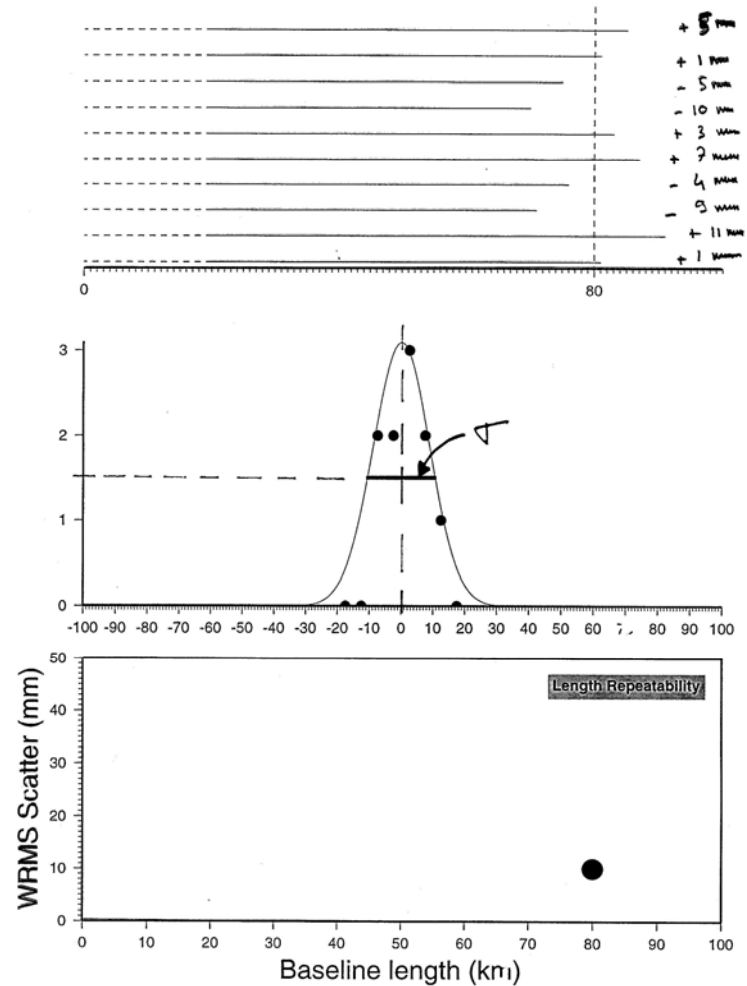 + 5 mm
+ 1 mm
- 5 mm
- 10 mm
+ 3 mm
+ 7 mm
- 4 mm
- 9 mm
+ 11 mm
+ 1 mm
0 80
3
2
1
0
-100 -90 -80 -70 -60 -50 -40 -30 -20 -10 0 10 20 30 40 50 60 80 90 100
WRMS Scatter (mm)
50
Length Repeatability
40
30
20
10
0
0 10 20 30 40 50 60 70 80 90 100
Baseline length (km)